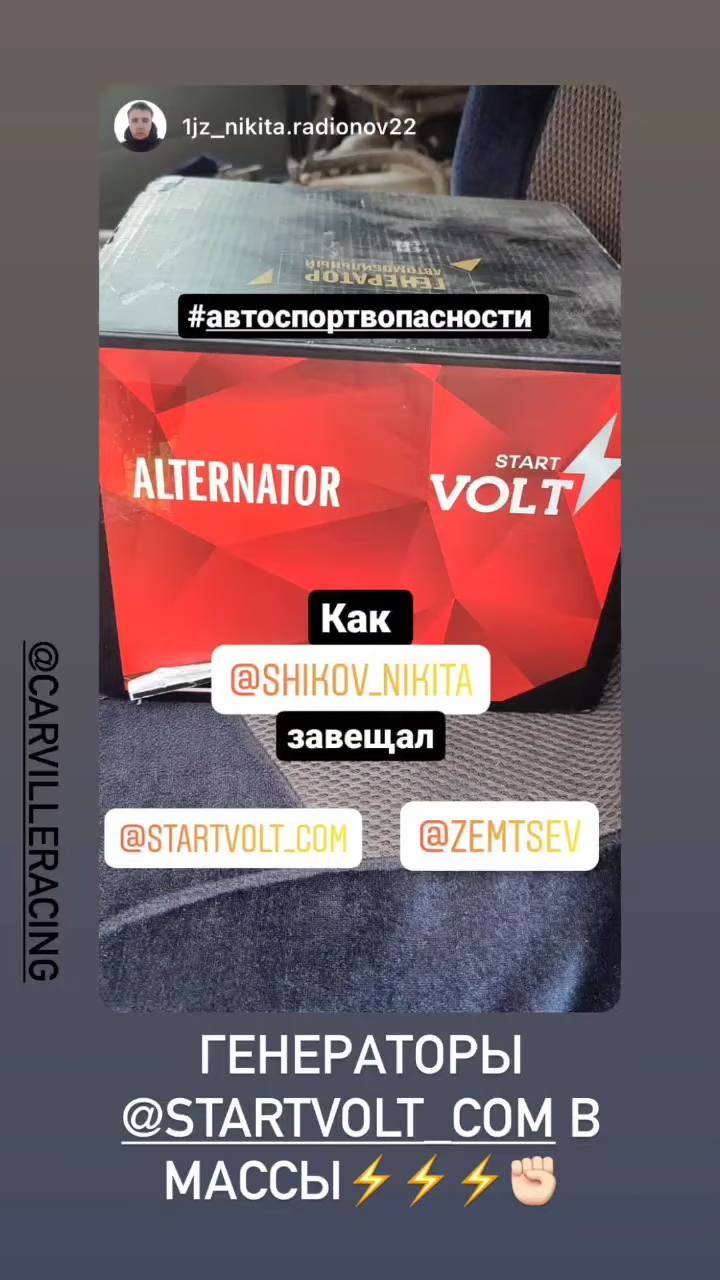 1jz_nikita.radionov22
ГЕНЕРАТОР
АВТОМОБИЛЬНЫЙ
#автоспортвопасности
ALTERNATOR
START
VOLT
Как
@SHIKOV_NIKITA
завещал
@STARTVOLT_COM
@ZEMTSEV
@CARVILLERACING
ГЕНЕРАТОРЫ
@STARTVOLT_COM В
МАССЫ⚡⚡⚡✊🏻